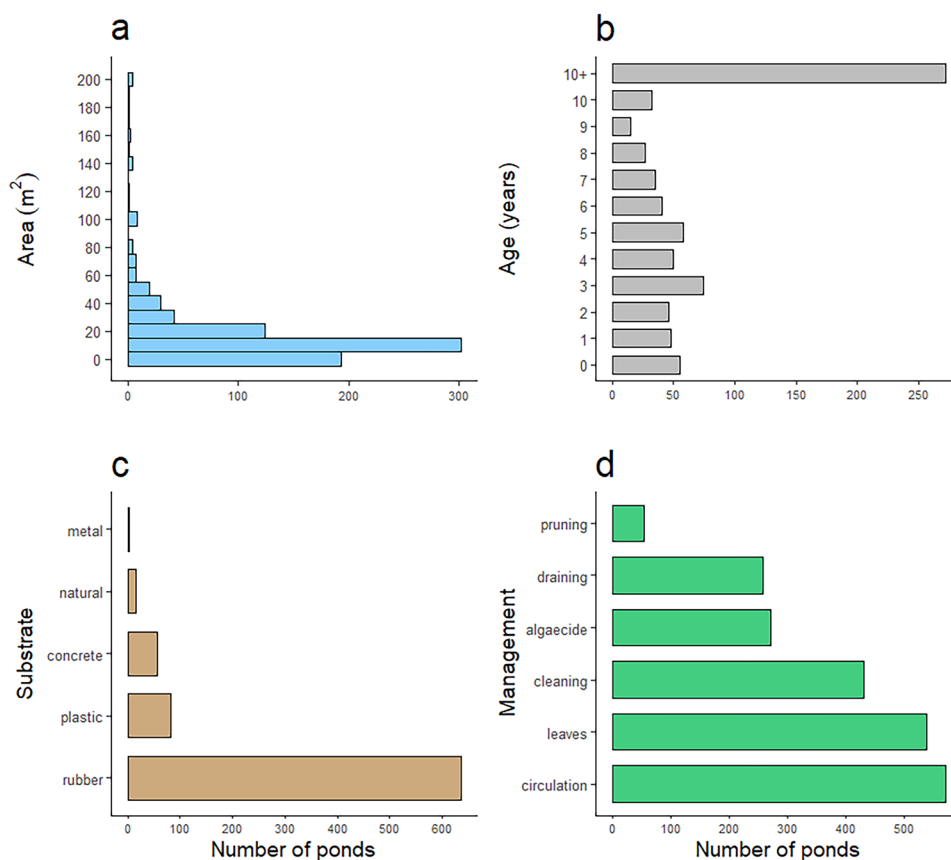 a
Area (m²)
200
180
160
140
120
100
80
60
40
20
0
0 100 200 300
b
Age (years)
10+
10
9
8
7
6
5
4
3
2
1
0
0 50 100 150 200 250
c
Substrate
metal
natural
concrete
plastic
rubber
0 100 200 300 400 500 600
Number of ponds
d
Management
pruning
draining
algaecide
cleaning
leaves
circulation
0 100 200 300 400 500
Number of ponds